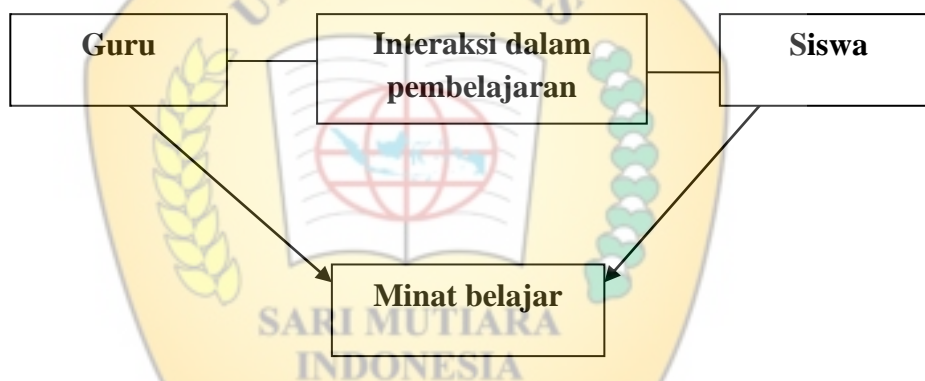 Guru
Interaksi dalam
pembelajaran
Siswa
Minat belajar
SARI MUTIARA
INDONESIA